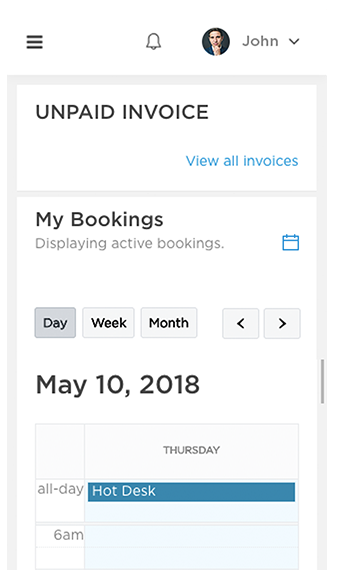 John
UNPAID INVOICE
View all invoices
My Bookings
Displaying active bookings.
Day Week Month < >
May 10, 2018
THURSDAY
all-day Hot Desk
6am